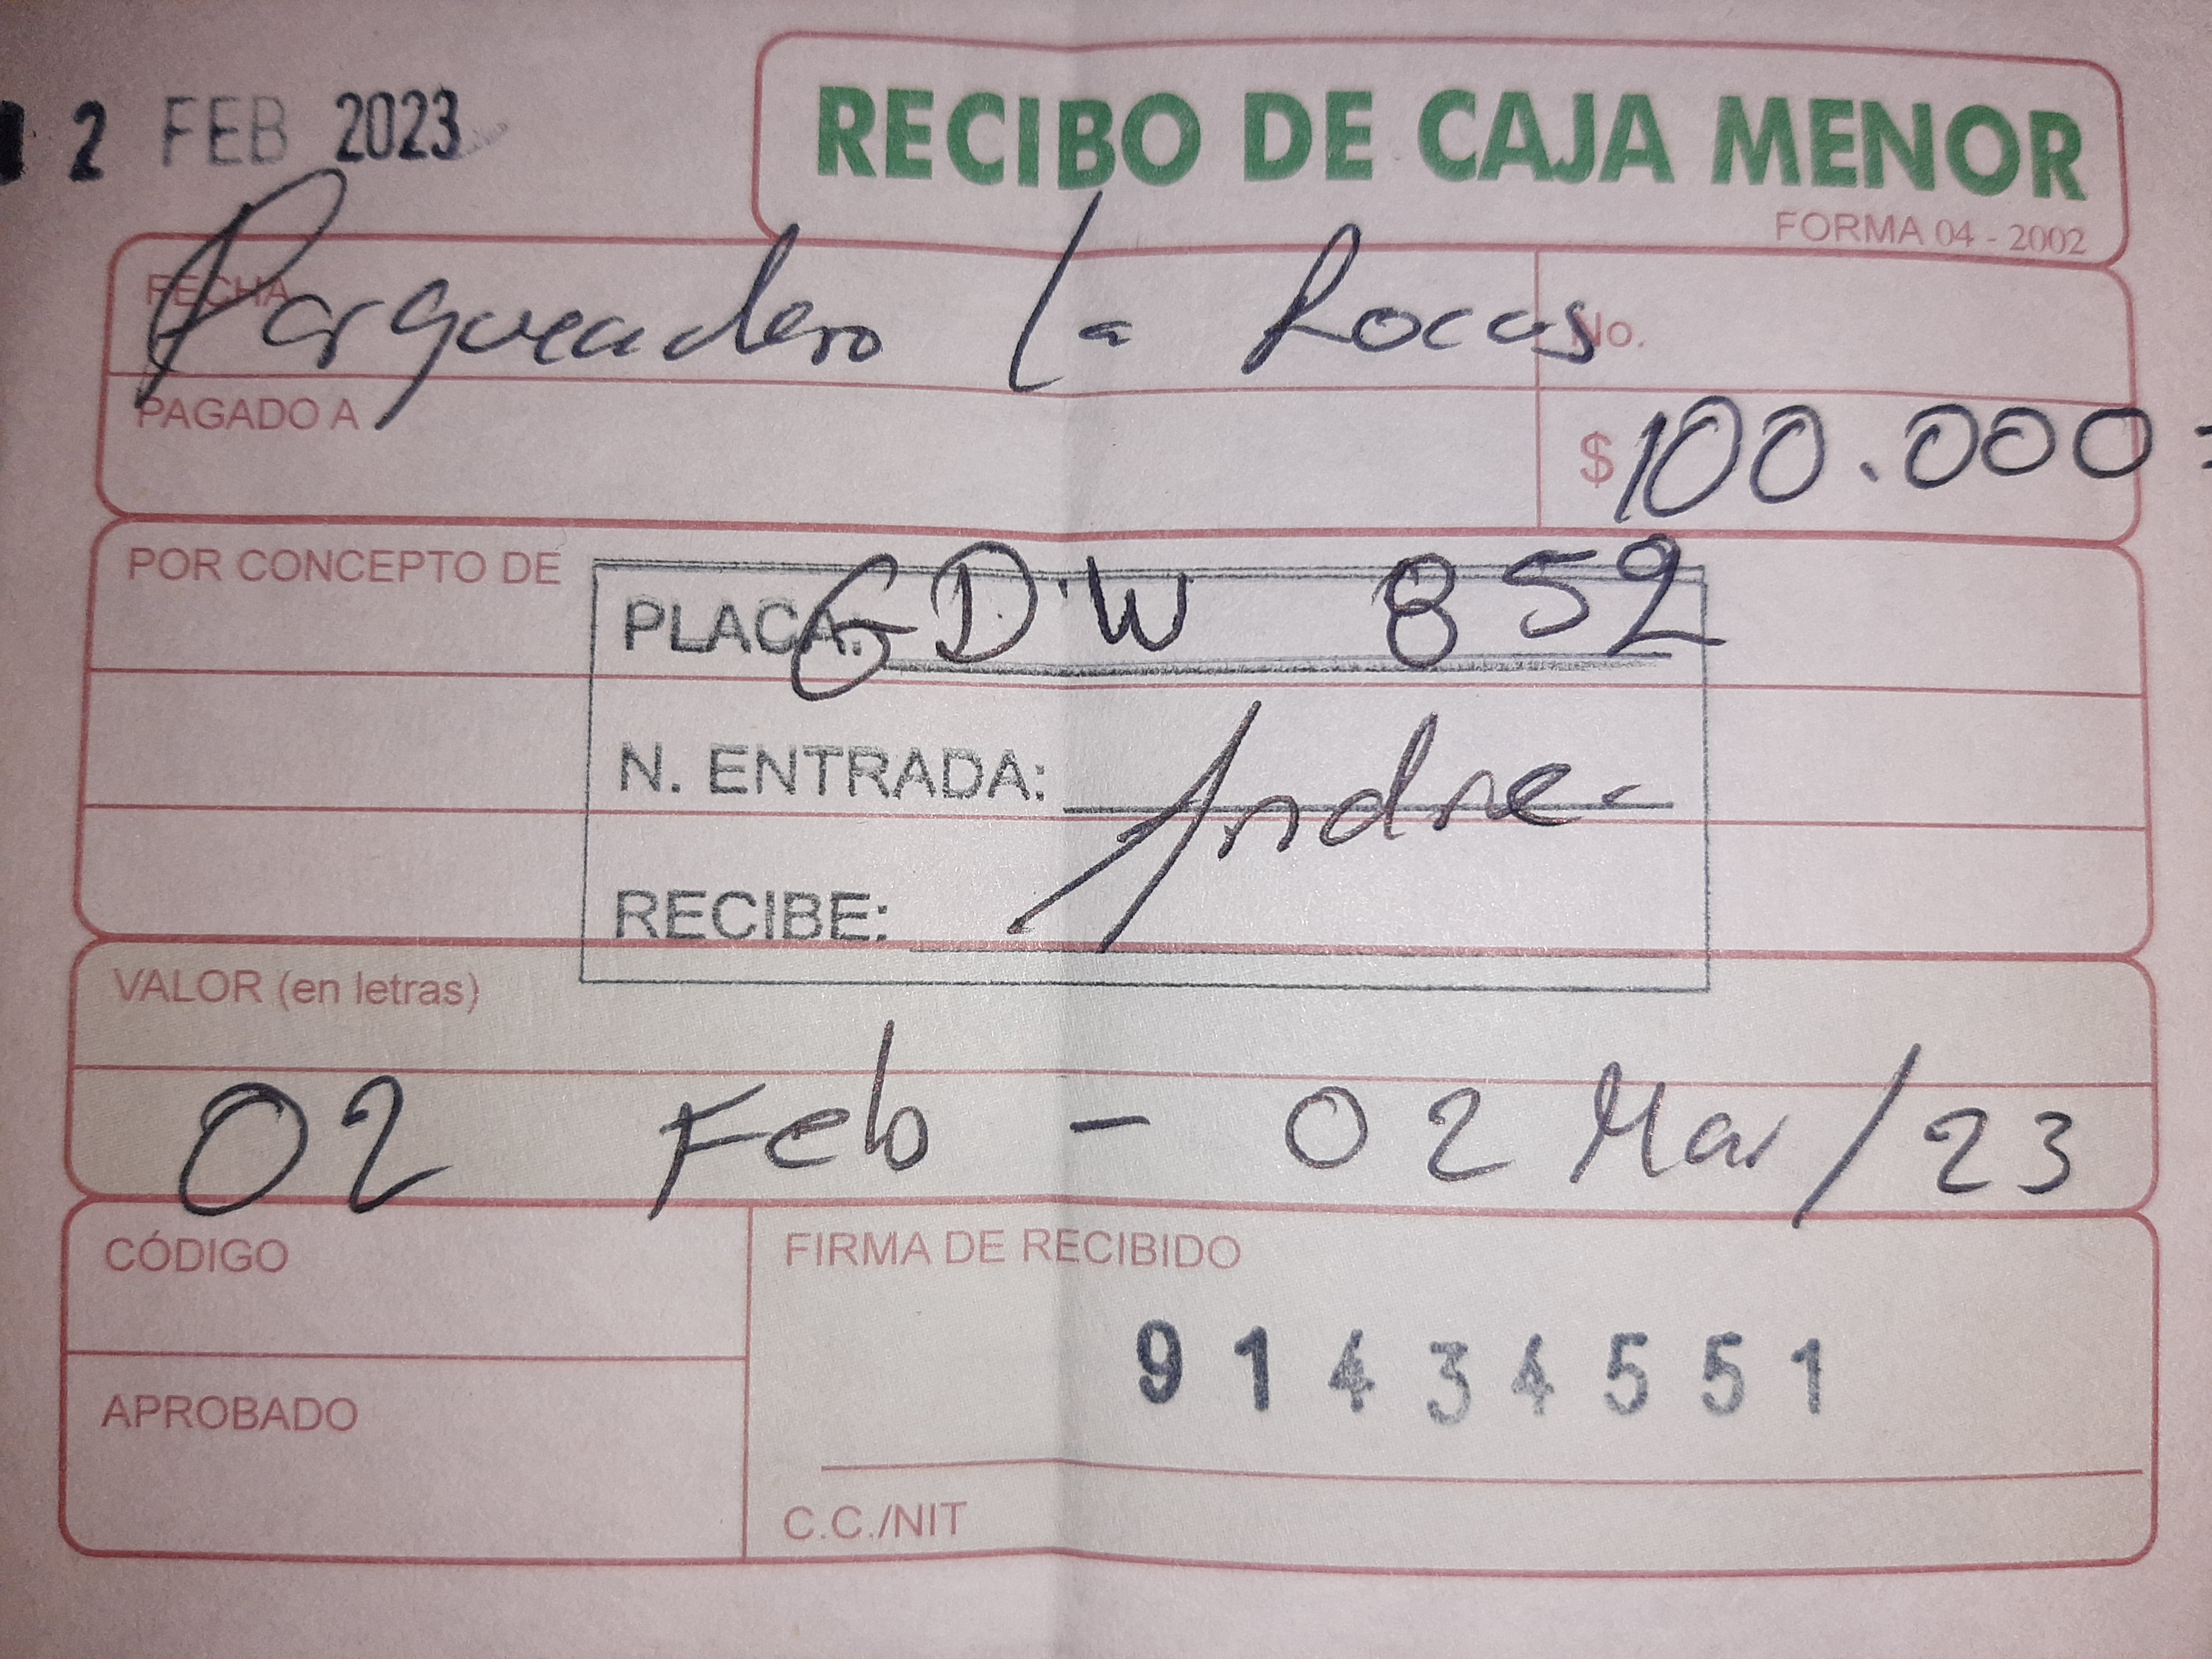 2 FEB 2023
RECIBO DE CAJA MENOR
FORMA 04 - 2002
Parqueadero la Rocas
FECHA
No.
PAGADO A
$ 100.000=
POR CONCEPTO DE
PLACA: GDW 852
N. ENTRADA:
Andrea
RECIBE:
VALOR (en letras)
02 Feb - 02 Mar/23
CÓDIGO
FIRMA DE RECIBIDO
91434551
APROBADO
C.C./NIT